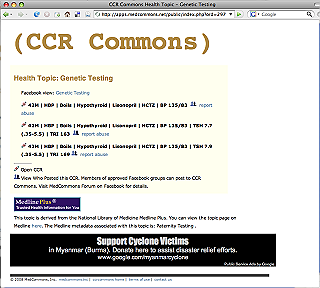 CCR Commons Health Topic - Genetic Testing
http://apps.medcommons.net/public/index.php?ord=297
(CCR Commons)
Health Topic: Genetic Testing
Facebook view: Genetic Testing
43M | MDP | Boils | Hypothyroid | Lisonopril | HCTZ | BP 135/83 report
abuse
43M | MDP | Boils | Hypothyroid | Lisonopril | HCTZ | BP 135/83 | TSH 7.7
(.35-5.5) | TRI 163 report abuse
43M | MDP | Boils | Hypothyroid | Lisonopril | HCTZ | BP 135/83 | TSH 7.9
(.35-5.5) | TRI 169 report abuse
Open CCR
View Who Posted this CCR. Members of approved Facebook groups can post to CCR
Commons. Visit MedCommons Forum on Facebook for details.
Medline Plus
Trusted Health Information for You
This topic is derived from the National Library of Medicine Medline Plus. You can view the topic page on
Medline here. The Medline metadata associated with this topic is: Paternity Testing .
Support Cyclone Victims
in Myanmar (Burma). Donate here to assist disaster relief efforts.
www.google.com/myanmarcyclone
Public Service Ads by Google
© 2008 MedCommons, Inc. medcommons.net | ccrcommons home | terms of use | contact us